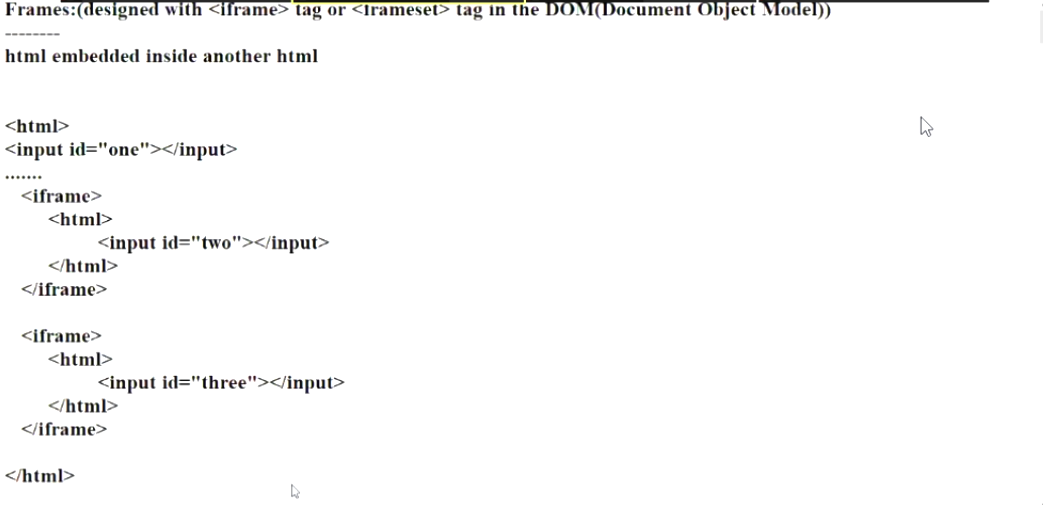 Frames:(designed with <iframe> tag or <frameset> tag in the DOM(Document Object Model))
--------
html embedded inside another html
<html>
<input id="one"></input>
.......
<iframe>
<html>
<input id="two"></input>
</html>
</iframe>
<iframe>
<html>
<input id="three"></input>
</html>
</iframe>
</html>